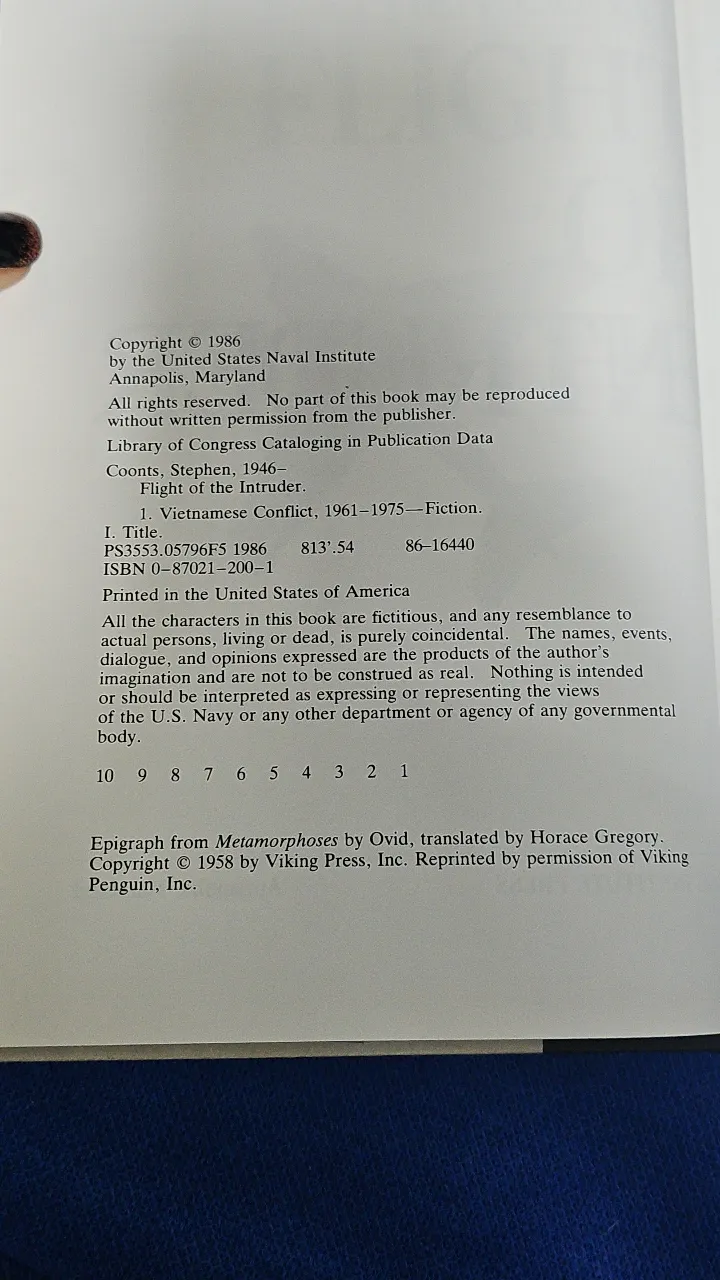 Copyright © 1986
by the United States Naval Institute
Annapolis, Maryland
All rights reserved. No part of this book may be reproduced
without written permission from the publisher.
Library of Congress Cataloging in Publication Data
Coonts, Stephen, 1946–
Flight of the Intruder.
1. Vietnamese Conflict, 1961–1975—Fiction.
I. Title.
PS3553.05796F5 1986 813'.54 86–16440
ISBN 0–87021–200–1
Printed in the United States of America
All the characters in this book are fictitious, and any resemblance to
actual persons, living or dead, is purely coincidental. The names, events,
dialogue, and opinions expressed are the products of the author's
imagination and are not to be construed as real. Nothing is intended
or should be interpreted as expressing or representing the views
of the U.S. Navy or any other department or agency of any governmental
body.
10 9 8 7 6 5 4 3 2 1
Epigraph from Metamorphoses by Ovid, translated by Horace Gregory.
Copyright © 1958 by Viking Press, Inc. Reprinted by permission of Viking
Penguin, Inc.